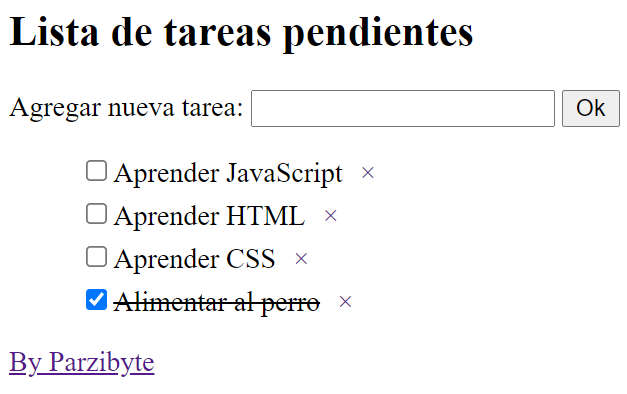 Lista de tareas pendientes
Agregar nueva tarea: Ok
Aprender JavaScript ×
Aprender HTML ×
Aprender CSS ×
Alimentar al perro ×
By Parzibyte